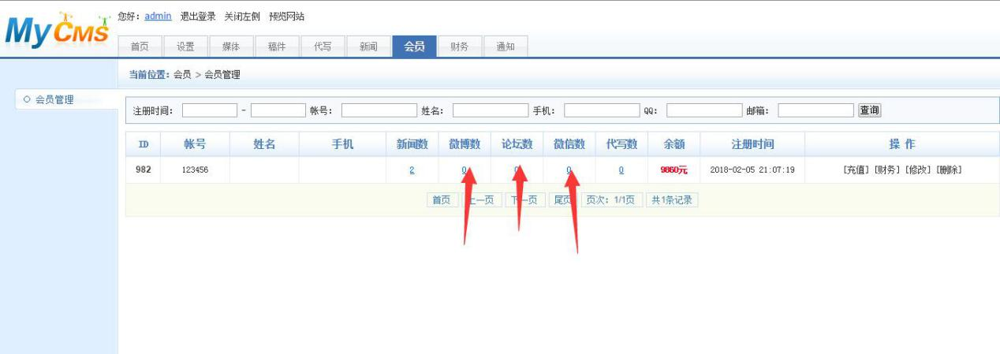 MyCMS
您好：admin 退出登录 关闭左侧 预览网站
首页 设置 媒体 稿件 代写 新闻 会员 财务 通知
当前位置：会员 > 会员管理
会员管理
注册时间： - 帐号： 姓名： 手机： QQ： 邮箱： 查询
ID 帐号 姓名 手机 新闻数 微博数 论坛数 微信数 代写数 余额 注册时间 操 作
982 123456 2 0 0 0 0 9860元 2018-02-05 21:07:19 [充值] [财务] [修改] [删除]
首页 上一页 下一页 尾页 页次：1/1页 共1条记录